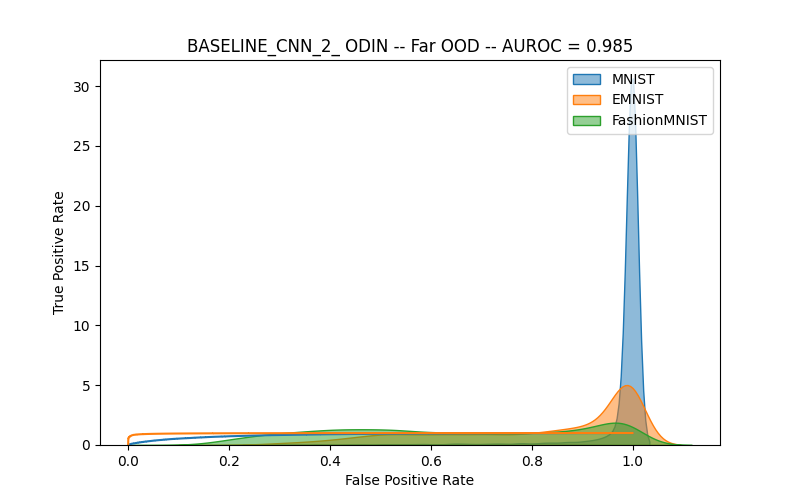 BASELINE_CNN_2_ ODIN -- Far OOD -- AUROC = 0.985
MNIST
EMNIST
FashionMNIST
True Positive Rate
30
25
20
15
10
5
0
0.0 0.2 0.4 0.6 0.8 1.0
False Positive Rate